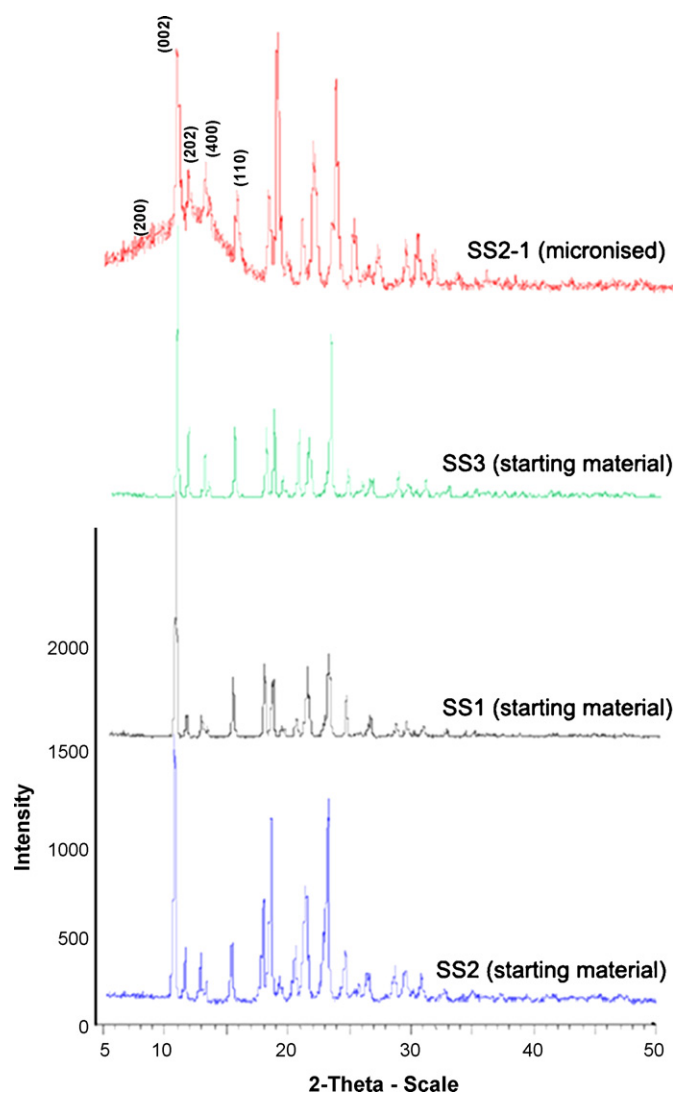 (002)
(202)
(400)
(110)
(200)
SS2-1 (micronised)
SS3 (starting material)
2000
SS1 (starting material)
1500
Intensity
1000
500
SS2 (starting material)
0
5 10 20 30 40 50
2-Theta - Scale